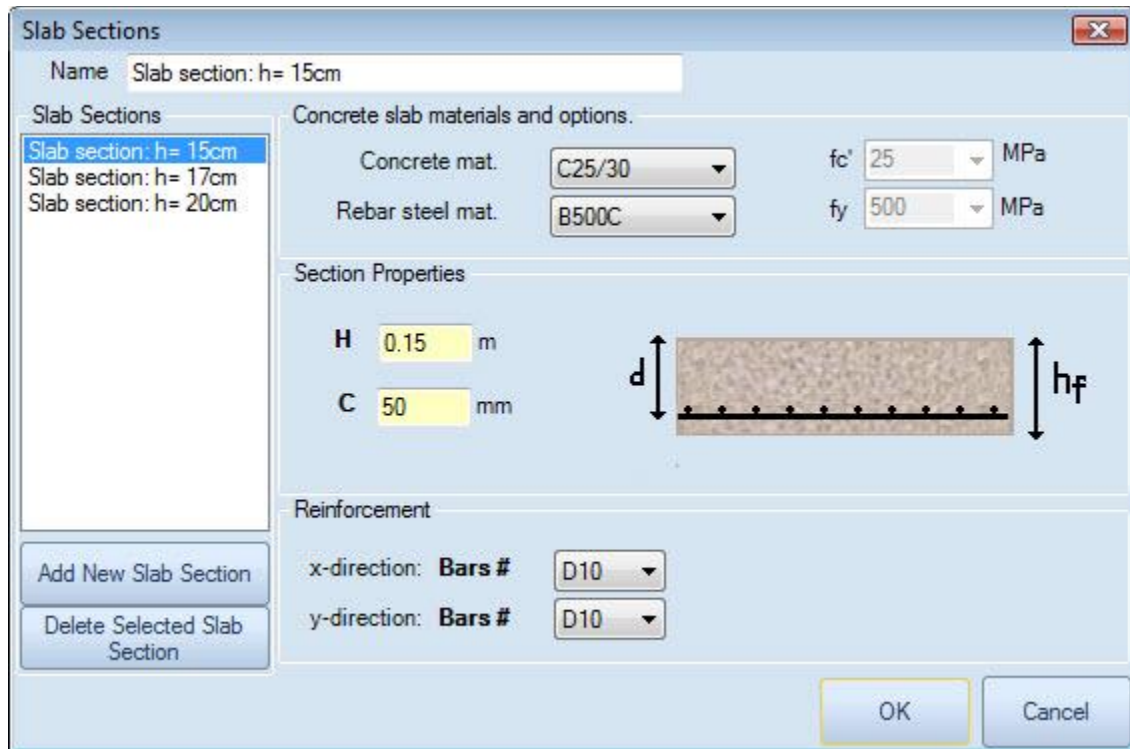 Slab Sections
Name Slab section: h= 15cm
Slab Sections
Slab section: h= 15cm
Slab section: h= 17cm
Slab section: h= 20cm
Add New Slab Section
Delete Selected Slab
Section
Concrete slab materials and options.
Concrete mat. C25/30 fc' 25 MPa
Rebar steel mat. B500C fy 500 MPa
Section Properties
H 0.15 m
C 50 mm
d hf
Reinforcement
x-direction: Bars # D10
y-direction: Bars # D10
OK Cancel